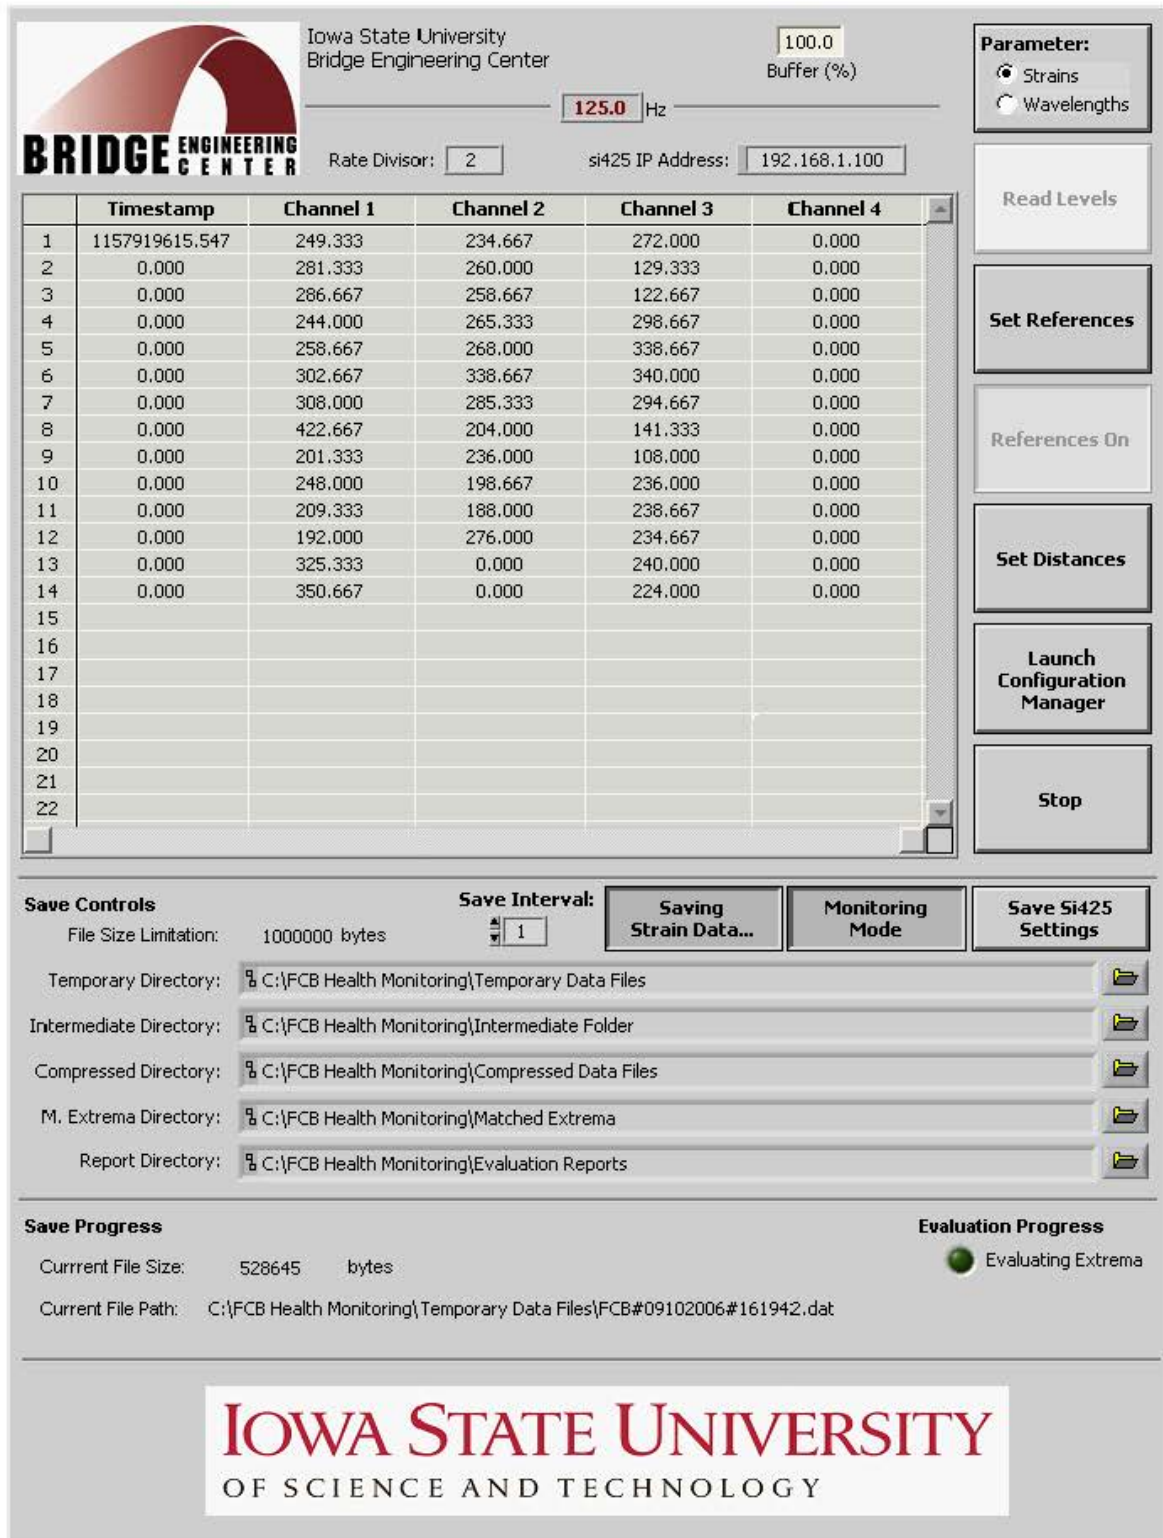 BRIDGE ENGINEERING CENTER
Iowa State University
Bridge Engineering Center
100.0
Buffer (%)
125.0 Hz
Rate Divisor: 2 si425 IP Address: 192.168.1.100
Parameter:
Strains
Wavelengths
Read Levels
Set References
References On
Set Distances
Launch
Configuration
Manager
Stop
Timestamp Channel 1 Channel 2 Channel 3 Channel 4
1 1157919615.547 249.333 234.667 272.000 0.000
2 0.000 281.333 260.000 129.333 0.000
3 0.000 286.667 258.667 122.667 0.000
4 0.000 244.000 265.333 298.667 0.000
5 0.000 258.667 268.000 338.667 0.000
6 0.000 302.667 338.667 340.000 0.000
7 0.000 308.000 285.333 294.667 0.000
8 0.000 422.667 204.000 141.333 0.000
9 0.000 201.333 236.000 108.000 0.000
10 0.000 248.000 198.667 236.000 0.000
11 0.000 209.333 188.000 238.667 0.000
12 0.000 192.000 276.000 234.667 0.000
13 0.000 325.333 0.000 240.000 0.000
14 0.000 350.667 0.000 224.000 0.000
15
16
17
18
19
20
21
22
Save Controls
File Size Limitation: 1000000 bytes
Save Interval:
1
Saving
Strain Data...
Monitoring
Mode
Save Si425
Settings
Temporary Directory: C:\FCB Health Monitoring\Temporary Data Files
Intermediate Directory: C:\FCB Health Monitoring\Intermediate Folder
Compressed Directory: C:\FCB Health Monitoring\Compressed Data Files
M. Extrema Directory: C:\FCB Health Monitoring\Matched Extrema
Report Directory: C:\FCB Health Monitoring\Evaluation Reports
Save Progress
Currrent File Size: 528645 bytes
Current File Path: C:\FCB Health Monitoring\Temporary Data Files\FCB#09102006#161942.dat
Evaluation Progress
Evaluating Extrema
IOWA STATE UNIVERSITY
OF SCIENCE AND TECHNOLOGY